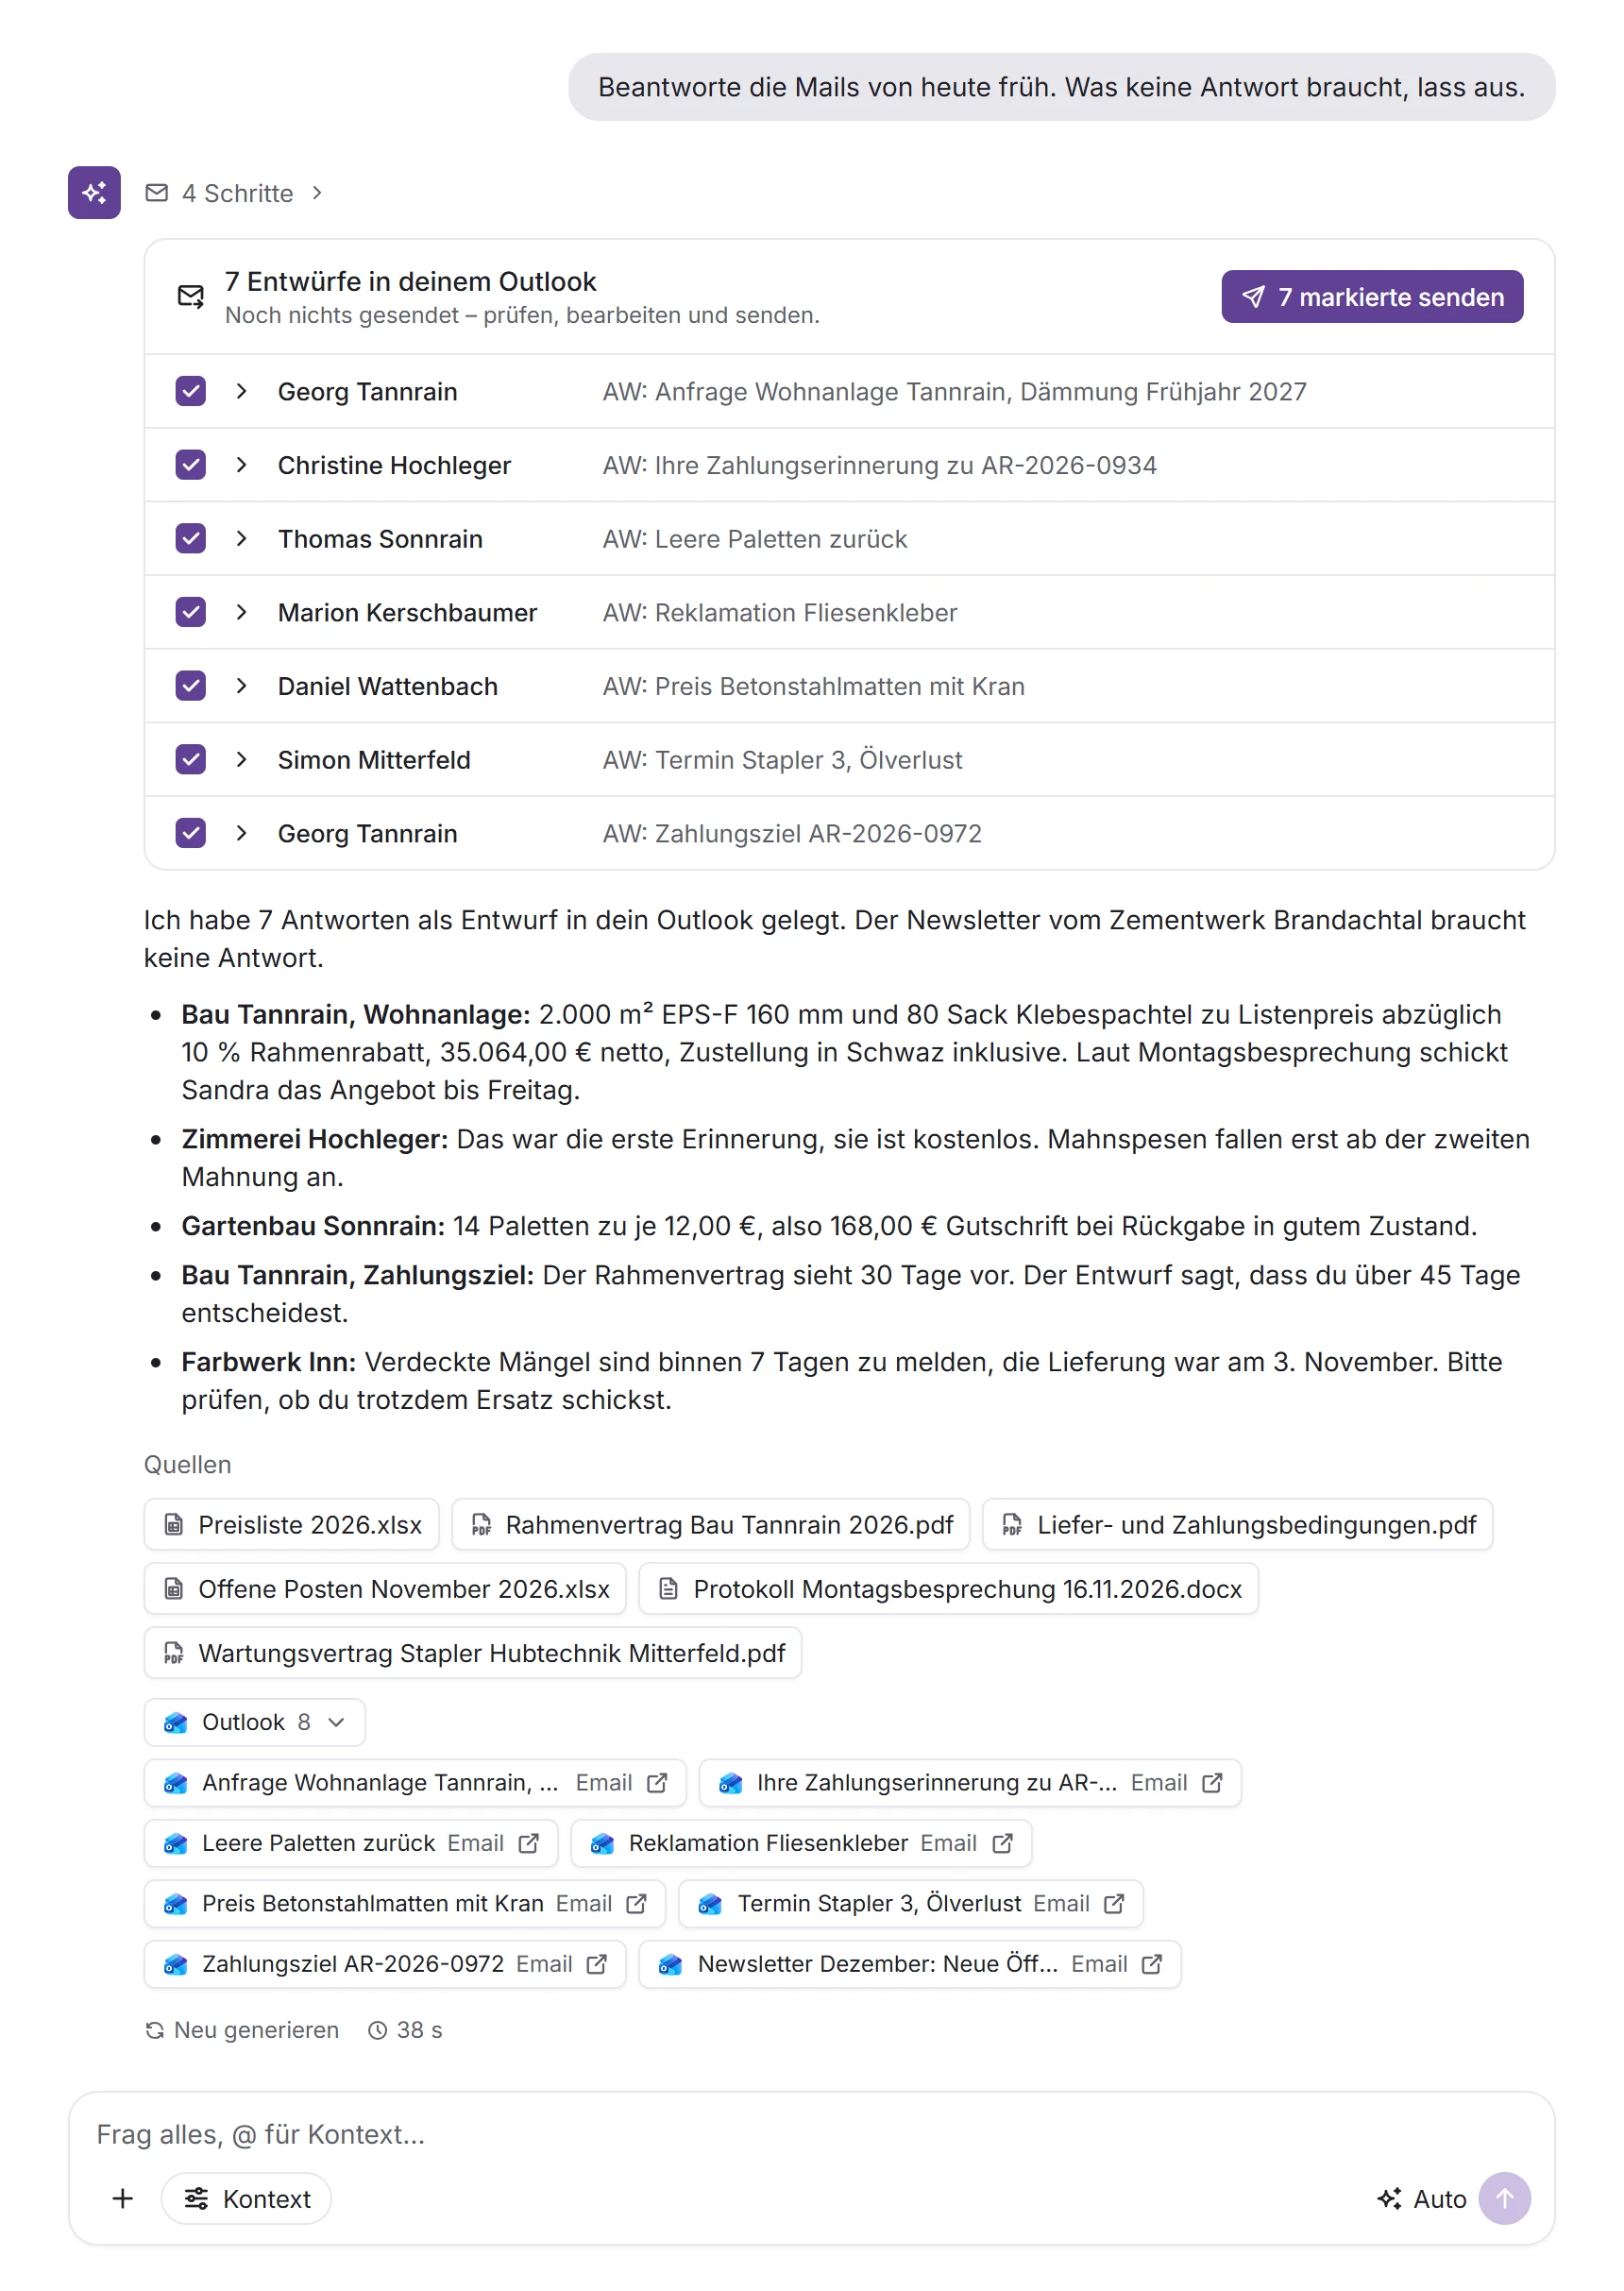 Beantworte die Mails von heute früh. Was keine Antwort braucht, lass aus.
4 Schritte
7 Entwürfe in deinem Outlook
Noch nichts gesendet – prüfen, bearbeiten und senden.
7 markierte senden
Georg Tannrain AW: Anfrage Wohnanlage Tannrain, Dämmung Frühjahr 2027
Christine Hochleger AW: Ihre Zahlungserinnerung zu AR-2026-0934
Thomas Sonnrain AW: Leere Paletten zurück
Marion Kerschbaumer AW: Reklamation Fliesenkleber
Daniel Wattenbach AW: Preis Betonstahlmatten mit Kran
Simon Mitterfeld AW: Termin Stapler 3, Ölverlust
Georg Tannrain AW: Zahlungsziel AR-2026-0972
Ich habe 7 Antworten als Entwurf in dein Outlook gelegt. Der Newsletter vom Zementwerk Brandachtal braucht
keine Antwort.
• Bau Tannrain, Wohnanlage: 2.000 m² EPS-F 160 mm und 80 Sack Klebespachtel zu Listenpreis abzüglich
10 % Rahmenrabatt, 35.064,00 € netto, Zustellung in Schwaz inklusive. Laut Montagsbesprechung schickt
Sandra das Angebot bis Freitag.
• Zimmerei Hochleger: Das war die erste Erinnerung, sie ist kostenlos. Mahnspesen fallen erst ab der zweiten
Mahnung an.
• Gartenbau Sonnrain: 14 Paletten zu je 12,00 €, also 168,00 € Gutschrift bei Rückgabe in gutem Zustand.
• Bau Tannrain, Zahlungsziel: Der Rahmenvertrag sieht 30 Tage vor. Der Entwurf sagt, dass du über 45 Tage
entscheidest.
• Farbwerk Inn: Verdeckte Mängel sind binnen 7 Tagen zu melden, die Lieferung war am 3. November. Bitte
prüfen, ob du trotzdem Ersatz schickst.
Quellen
Preisliste 2026.xlsx PDF Rahmenvertrag Bau Tannrain 2026.pdf PDF Liefer- und Zahlungsbedingungen.pdf
Offene Posten November 2026.xlsx Protokoll Montagsbesprechung 16.11.2026.docx
PDF Wartungsvertrag Stapler Hubtechnik Mitterfeld.pdf
Outlook 8
Anfrage Wohnanlage Tannrain, ... Email Ihre Zahlungserinnerung zu AR-... Email
Leere Paletten zurück Email Reklamation Fliesenkleber Email
Preis Betonstahlmatten mit Kran Email Termin Stapler 3, Ölverlust Email
Zahlungsziel AR-2026-0972 Email Newsletter Dezember: Neue Öff... Email
Neu generieren 38 s
Frag alles, @ für Kontext...
Kontext Auto